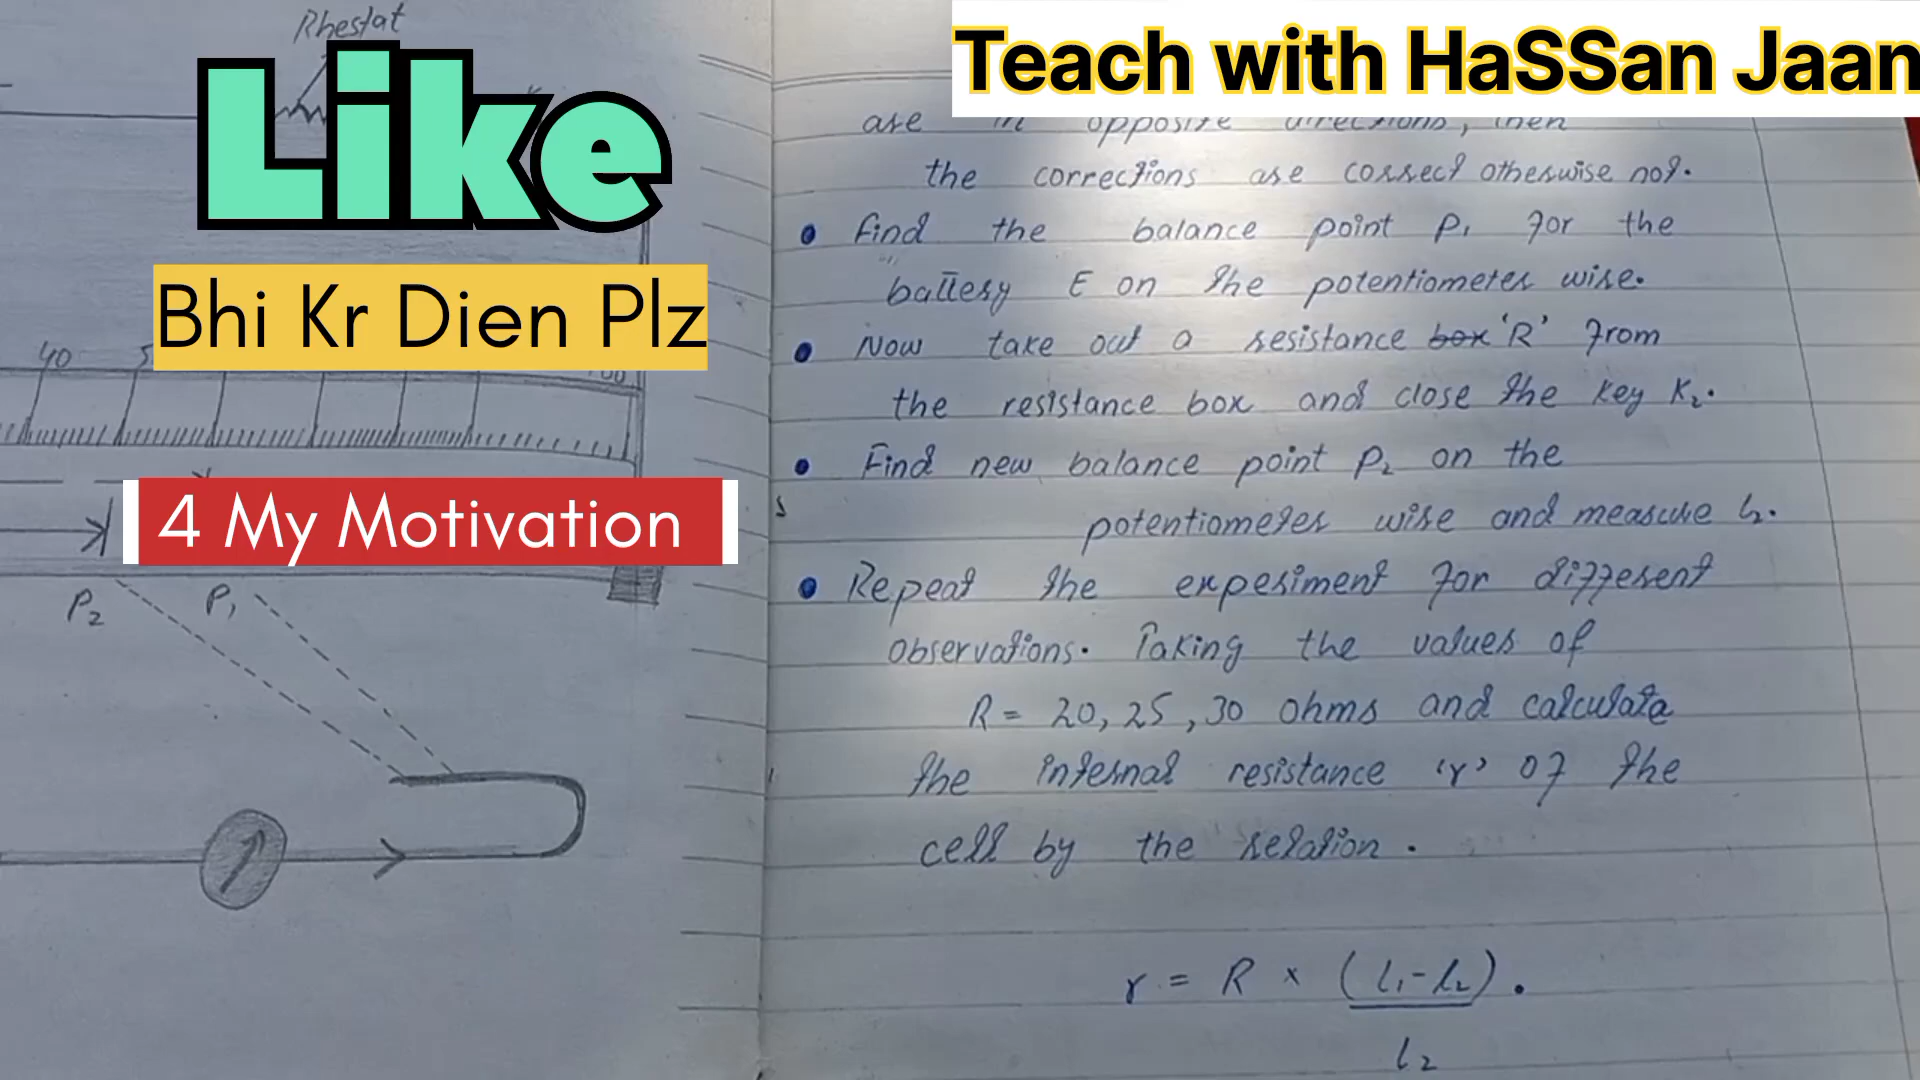 Rhestat
Like
Bhi Kr Dien Plz
4 My Motivation
40
P2
P1
Teach with HaSSan Jaan
are in opposite directions, then
the corrections are correct otherwise not.
• Find the balance point P1 for the
battery E on the potentiometer wire.
• Now take out a resistance box 'R' from
the resistance box and close the key K2.
• Find new balance point P2 on the
potentiometer wire and measure l2.
• Repeat the experiment for different
observations. Taking the values of
R = 20, 25, 30 ohms and calculate
the internal resistance 'r' of the
cell by the relation.
r = R × (l1-l2).
l2